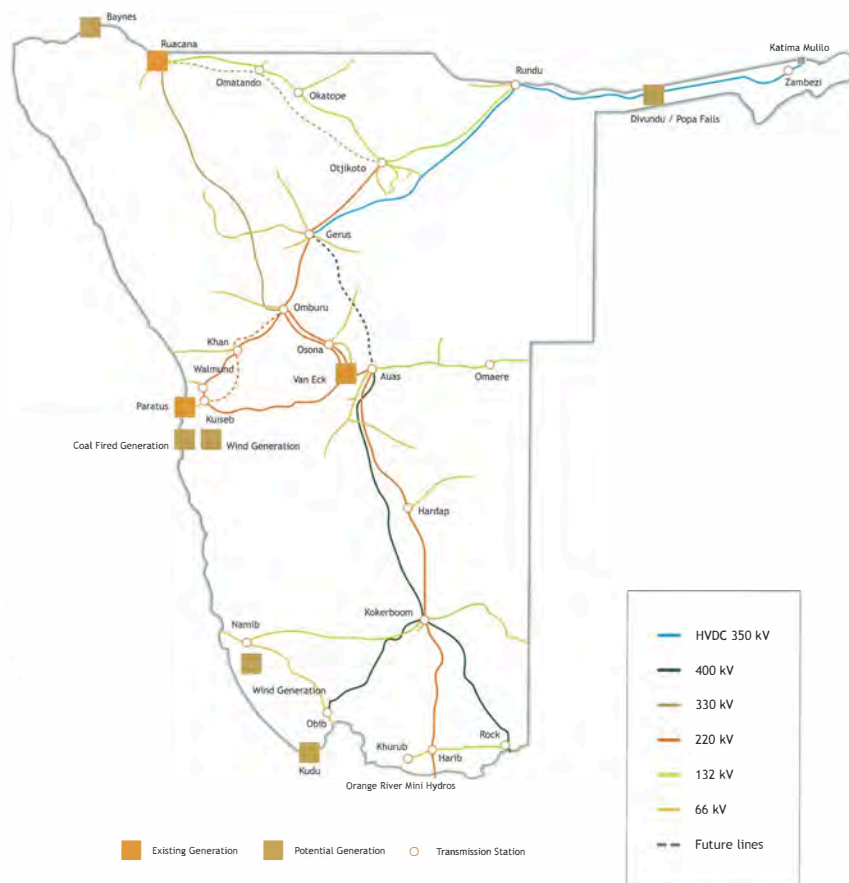 Baynes
Ruacana
Katima Mulilo
Rundu
Omatando
Zambezi
Okatope
Divundu / Popa Falls
Otjikoto
Gerus
Omburu
Khan
Osona
Walmund
Van Eck
Auas
Omaere
Paratus
Kuiseb
Coal Fired Generation
Wind Generation
Hardap
Kokerboom
Namib
Wind Generation
Obib
Rock
Khurub
Harib
Kudu
Orange River Mini Hydros
HVDC 350 kV
400 kV
330 kV
220 kV
132 kV
66 kV
Future lines
Existing Generation
Potential Generation
Transmission Station